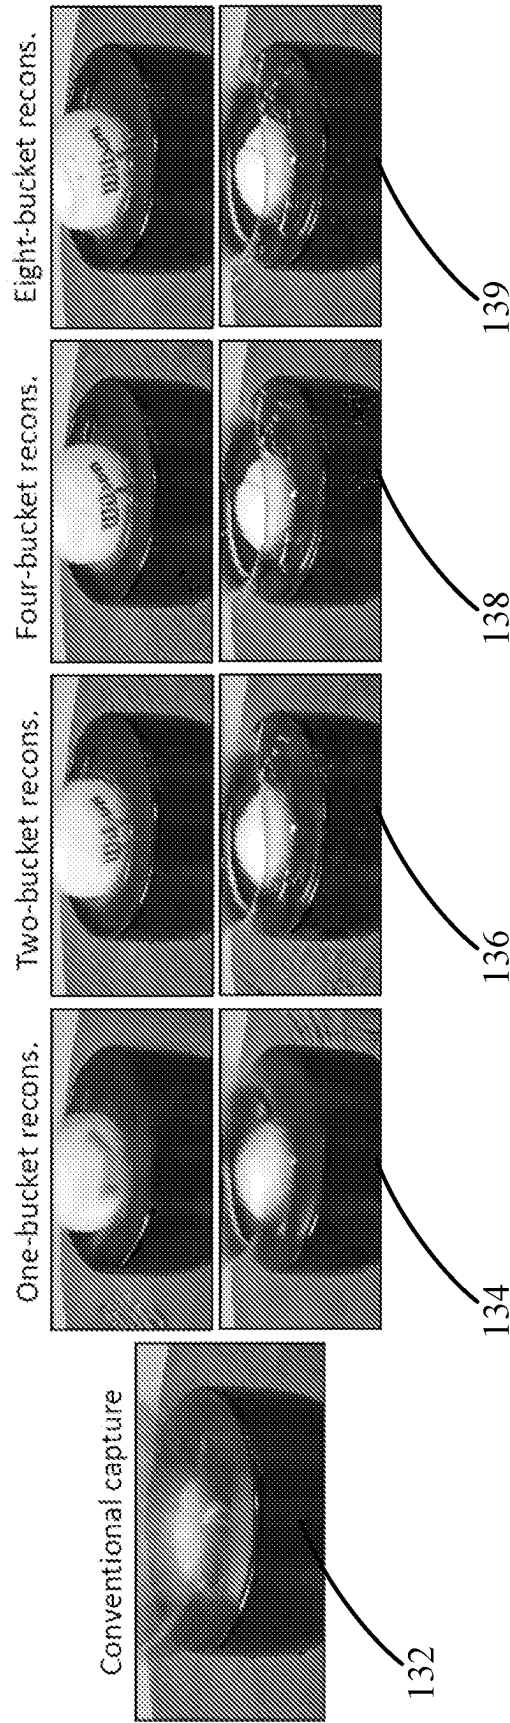 Conventional capture
One-bucket recons.
Two-bucket recons.
Four-bucket recons.
Eight-bucket recons.
132
134
136
138
139